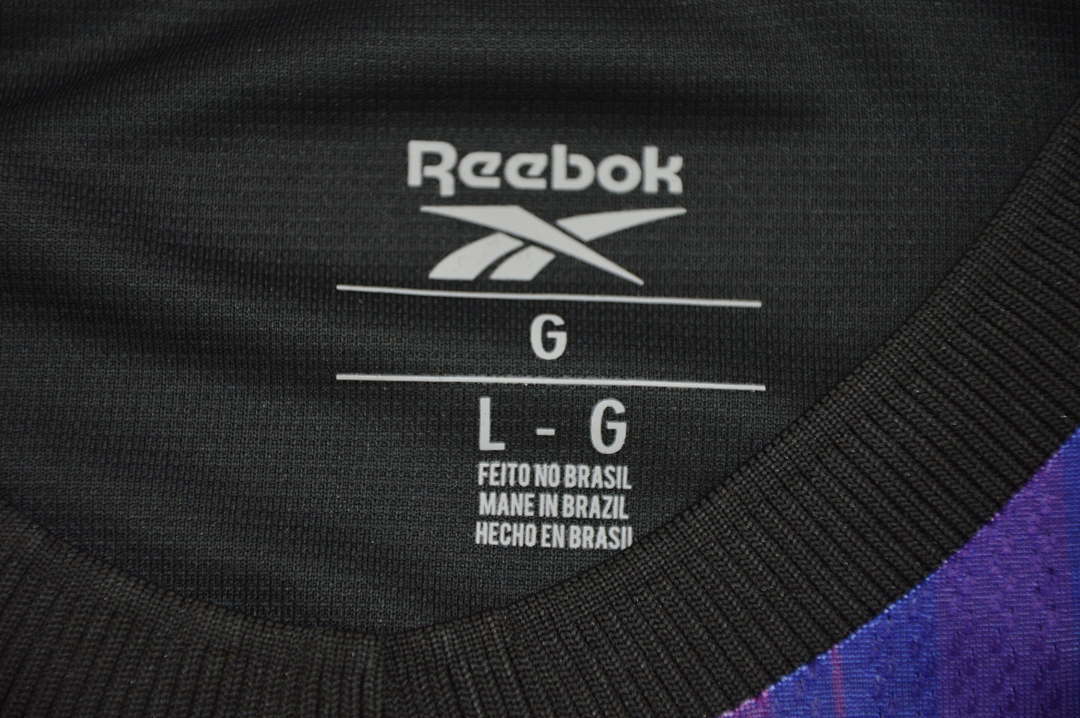 Reebok
G
L - G
FEITO NO BRASIL
MANE IN BRAZIL
HECHO EN BRASIL